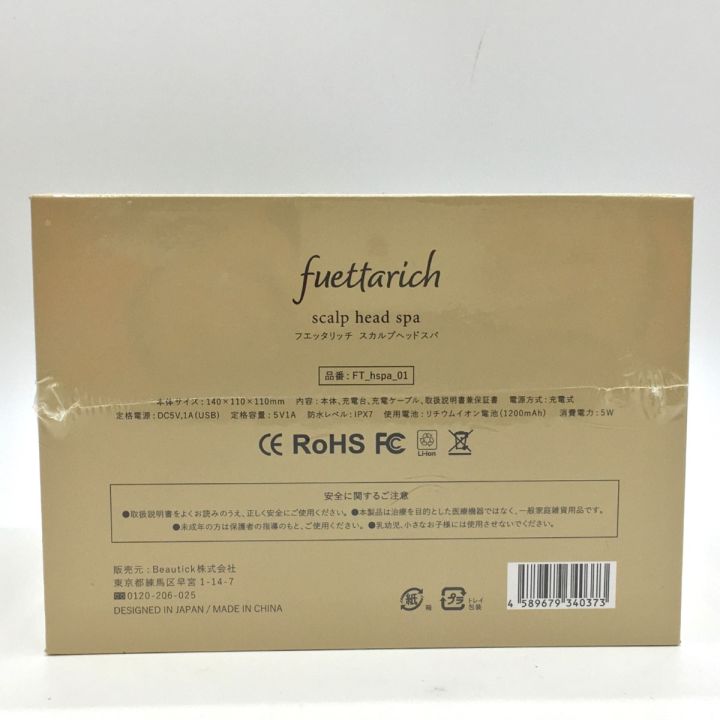 fuettarich
scalp head spa
フエッタリッチ スカルプヘッドスパ
品番：FT_hspa_01
本体サイズ：140×110×110mm 内容：本体、充電台、充電ケーブル、取扱説明書兼保証書 電源方式：充電式
定格電源：DC5V,1A(USB) 定格容量：5V1A 防水レベル：IPX7 使用電池：リチウムイオン電池(1200mAh) 消費電力：5W
CE RoHS FC Li-ion
安全に関するご注意
●取扱説明書をよくお読みのうえ、正しく安全にご使用ください。●本製品は治療を目的とした医療機器ではなく、一般家庭雑貨用品です。
●未成年の方は保護者の指導のもと、ご使用ください。●乳幼児、小さなお子様には使用させないでください。
販売元：Beautick株式会社
東京都練馬区早宮 1-14-7
0120-206-025
DESIGNED IN JAPAN / MADE IN CHINA
紙 箱 プラ トレイ 包装
4 589679 340373